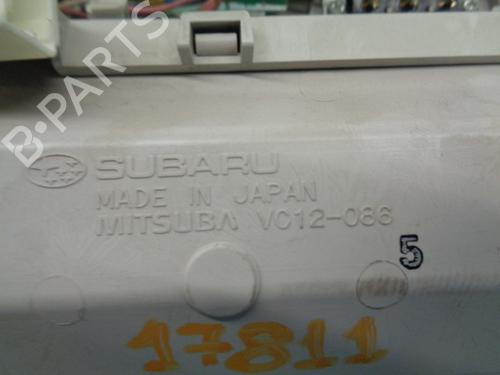 B-PARTS
SUBARU
MADE IN JAPAN
MITSUBA VC12-086
5
17811